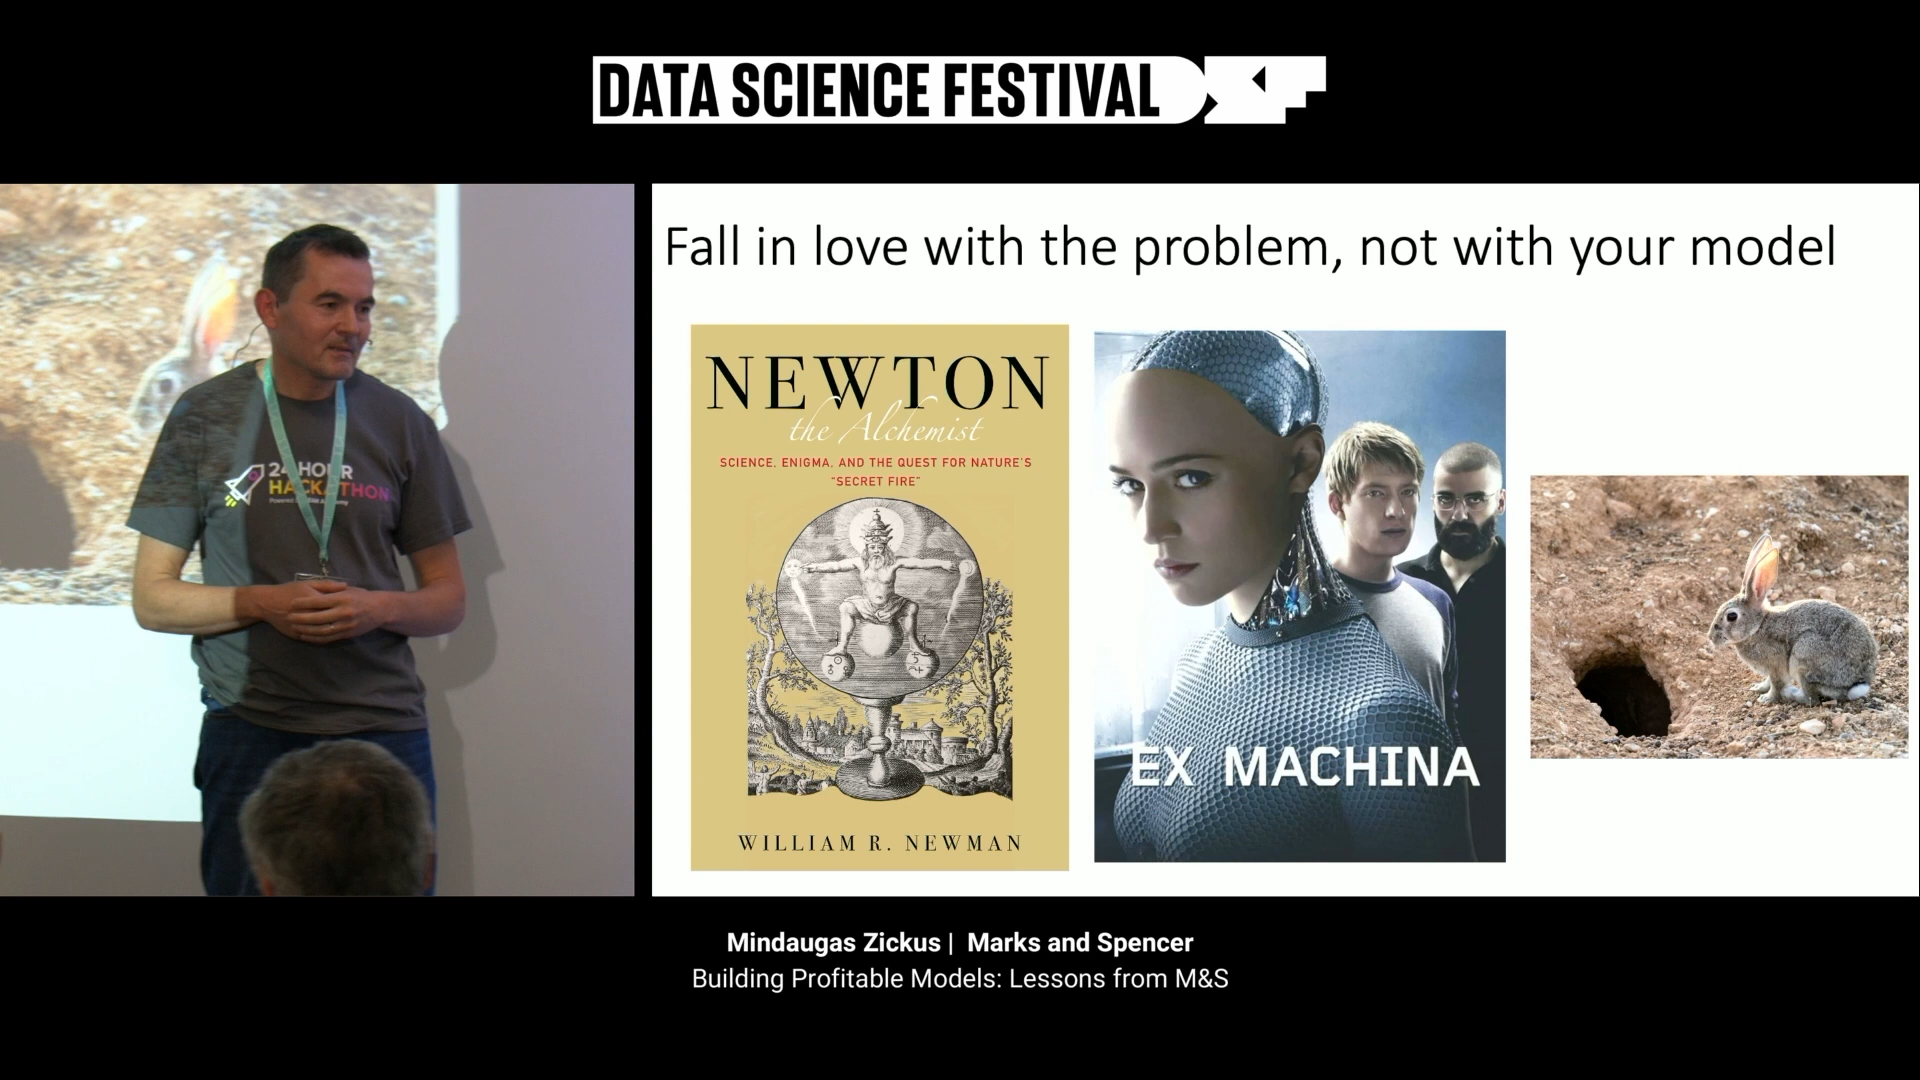 DATA SCIENCE FESTIVAL
Fall in love with the problem, not with your model
NEWTON
the Alchemist
SCIENCE, ENIGMA, AND THE QUEST FOR NATURE'S
"SECRET FIRE"
WILLIAM R. NEWMAN
EX MACHINA
24 HOUR
HACKATHON
Mindaugas Zickus | Marks and Spencer
Building Profitable Models: Lessons from M&S